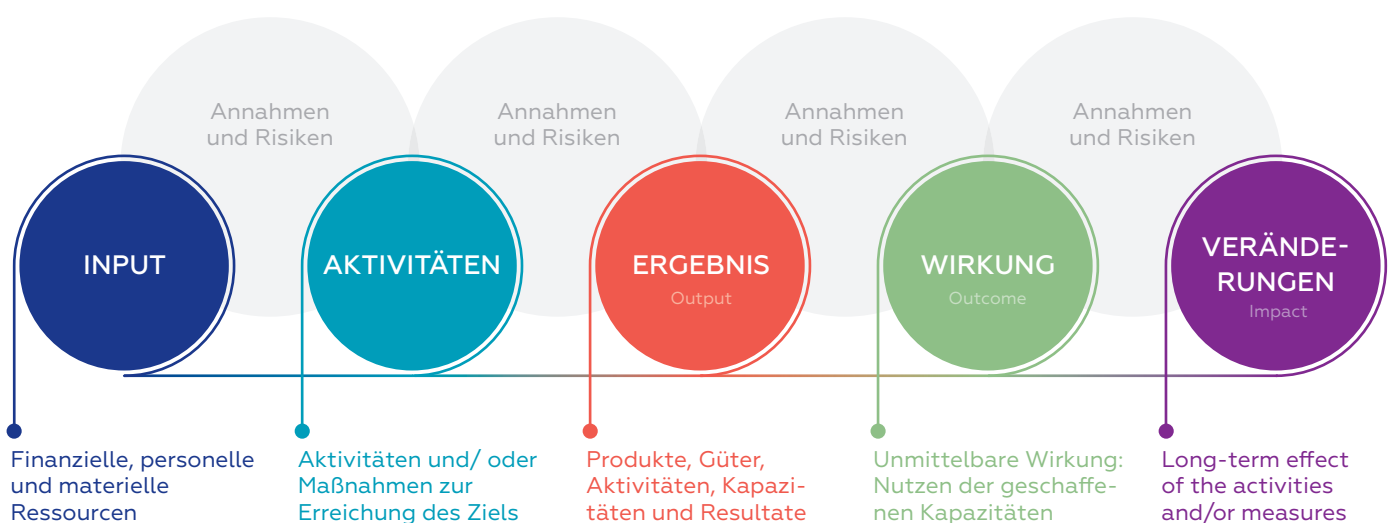 Annahmen
und Risiken
Annahmen
und Risiken
Annahmen
und Risiken
Annahmen
und Risiken
INPUT
AKTIVITÄTEN
ERGEBNIS
Output
WIRKUNG
Outcome
VERÄNDE-
RUNGEN
Impact
Finanzielle, personelle
und materielle
Ressourcen
Aktivitäten und/ oder
Maßnahmen zur
Erreichung des Ziels
Produkte, Güter,
Aktivitäten, Kapazi-
täten und Resultate
Unmittelbare Wirkung:
Nutzen der geschaffe-
nen Kapazitäten
Long-term effect
of the activities
and/or measures